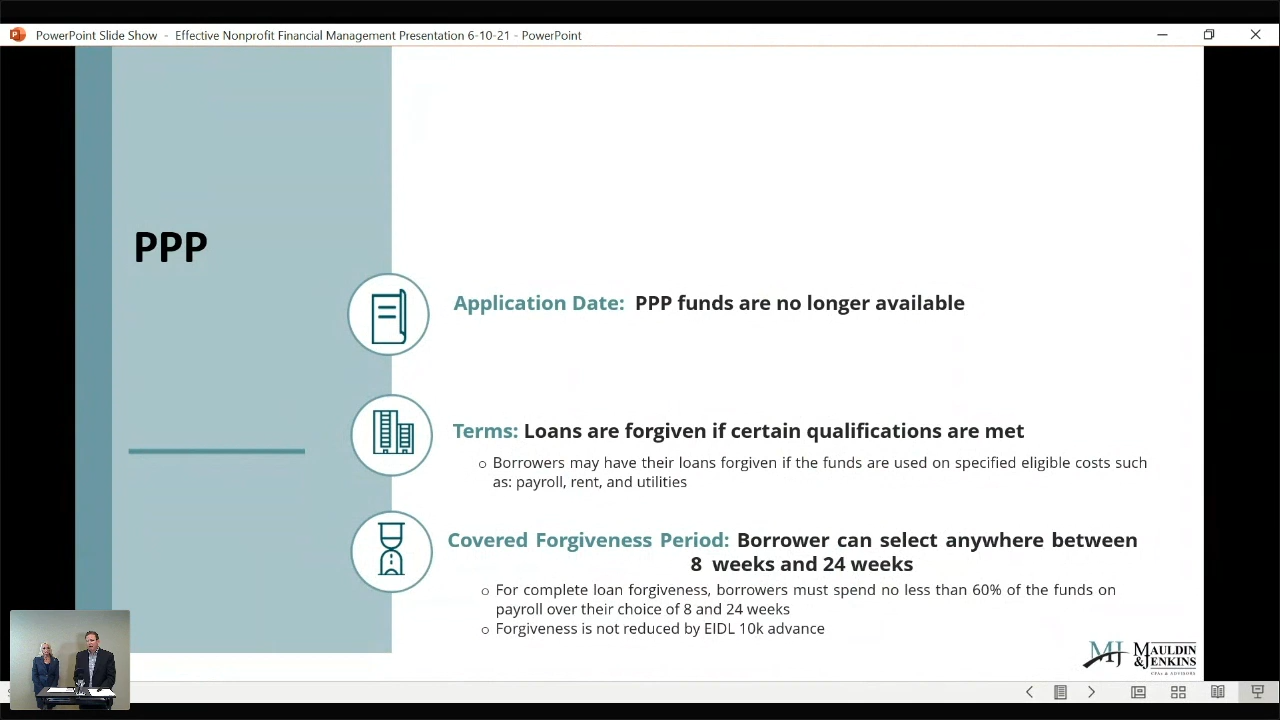 PowerPoint Slide Show - Effective Nonprofit Financial Management Presentation 6-10-21 - PowerPoint
PPP
Application Date: PPP funds are no longer available
Terms: Loans are forgiven if certain qualifications are met
o Borrowers may have their loans forgiven if the funds are used on specified eligible costs such
as: payroll, rent, and utilities
Covered Forgiveness Period: Borrower can select anywhere between
8 weeks and 24 weeks
o For complete loan forgiveness, borrowers must spend no less than 60% of the funds on
payroll over their choice of 8 and 24 weeks
o Forgiveness is not reduced by EIDL 10k advance
MJ MAULDIN
& JENKINS
CPAs & ADVISORS